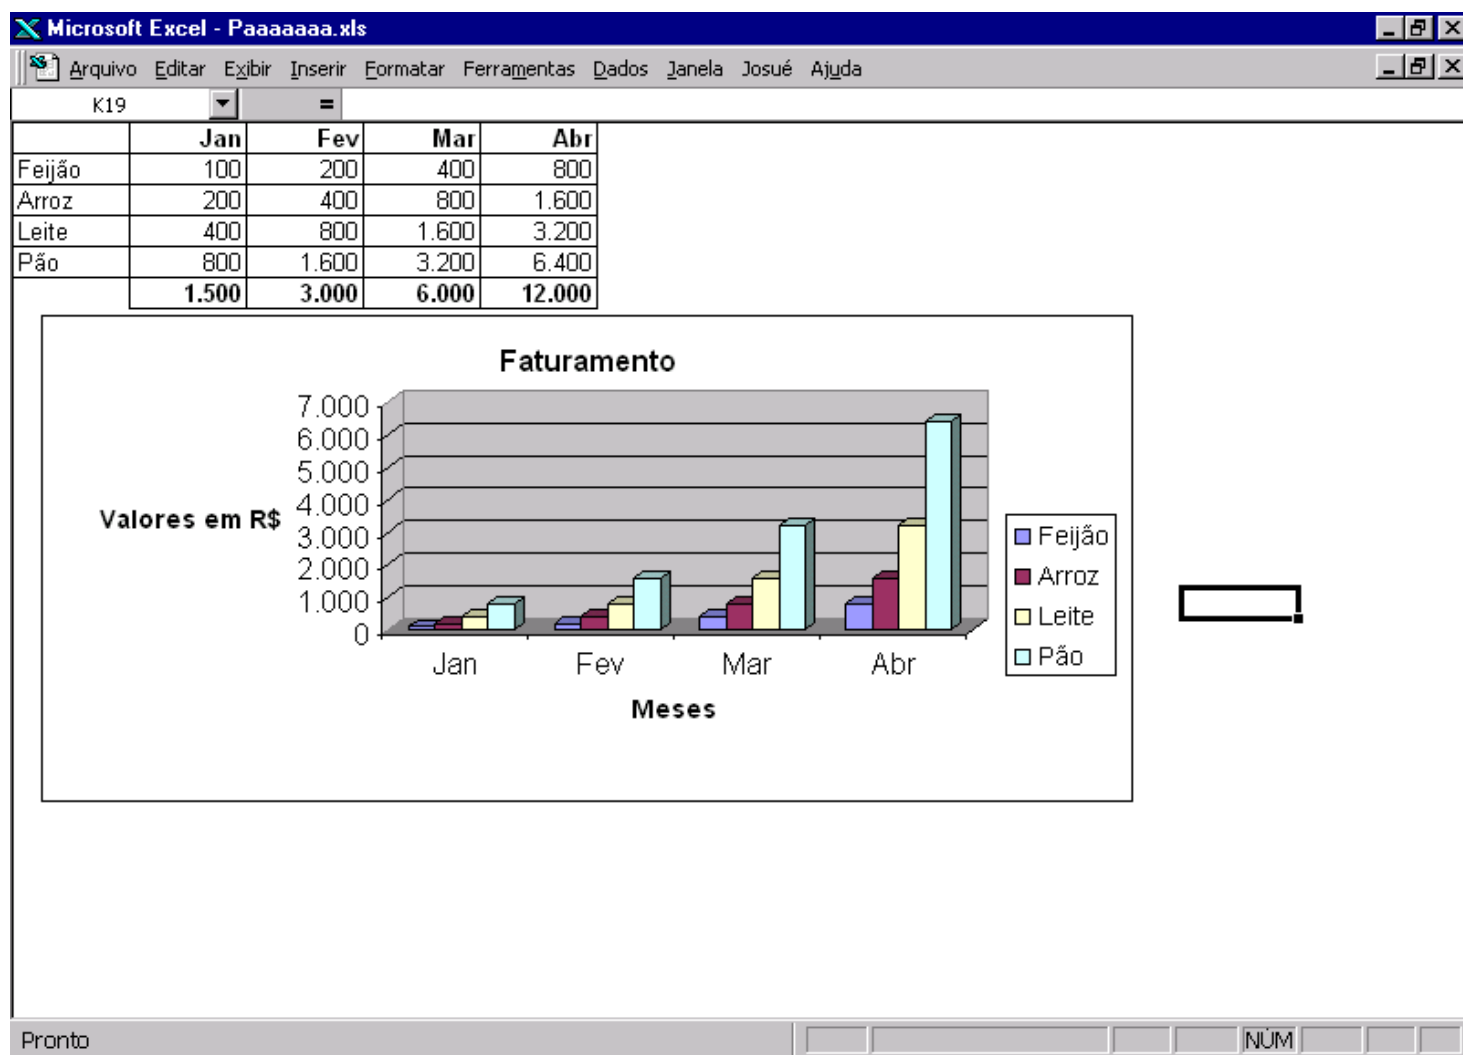 Microsoft Excel - Paaaaaaa.xls
Arquivo Editar Exibir Inserir Formatar Ferramentas Dados Janela Josué Ajuda
K19 =
Jan Fev Mar Abr
Feijão 100 200 400 800
Arroz 200 400 800 1.600
Leite 400 800 1.600 3.200
Pão 800 1.600 3.200 6.400
1.500 3.000 6.000 12.000
Faturamento
7.000
6.000
5.000
4.000
3.000
2.000
1.000
0
Valores em R$
Jan Fev Mar Abr
Meses
Feijão
Arroz
Leite
Pão
Pronto
NÚM